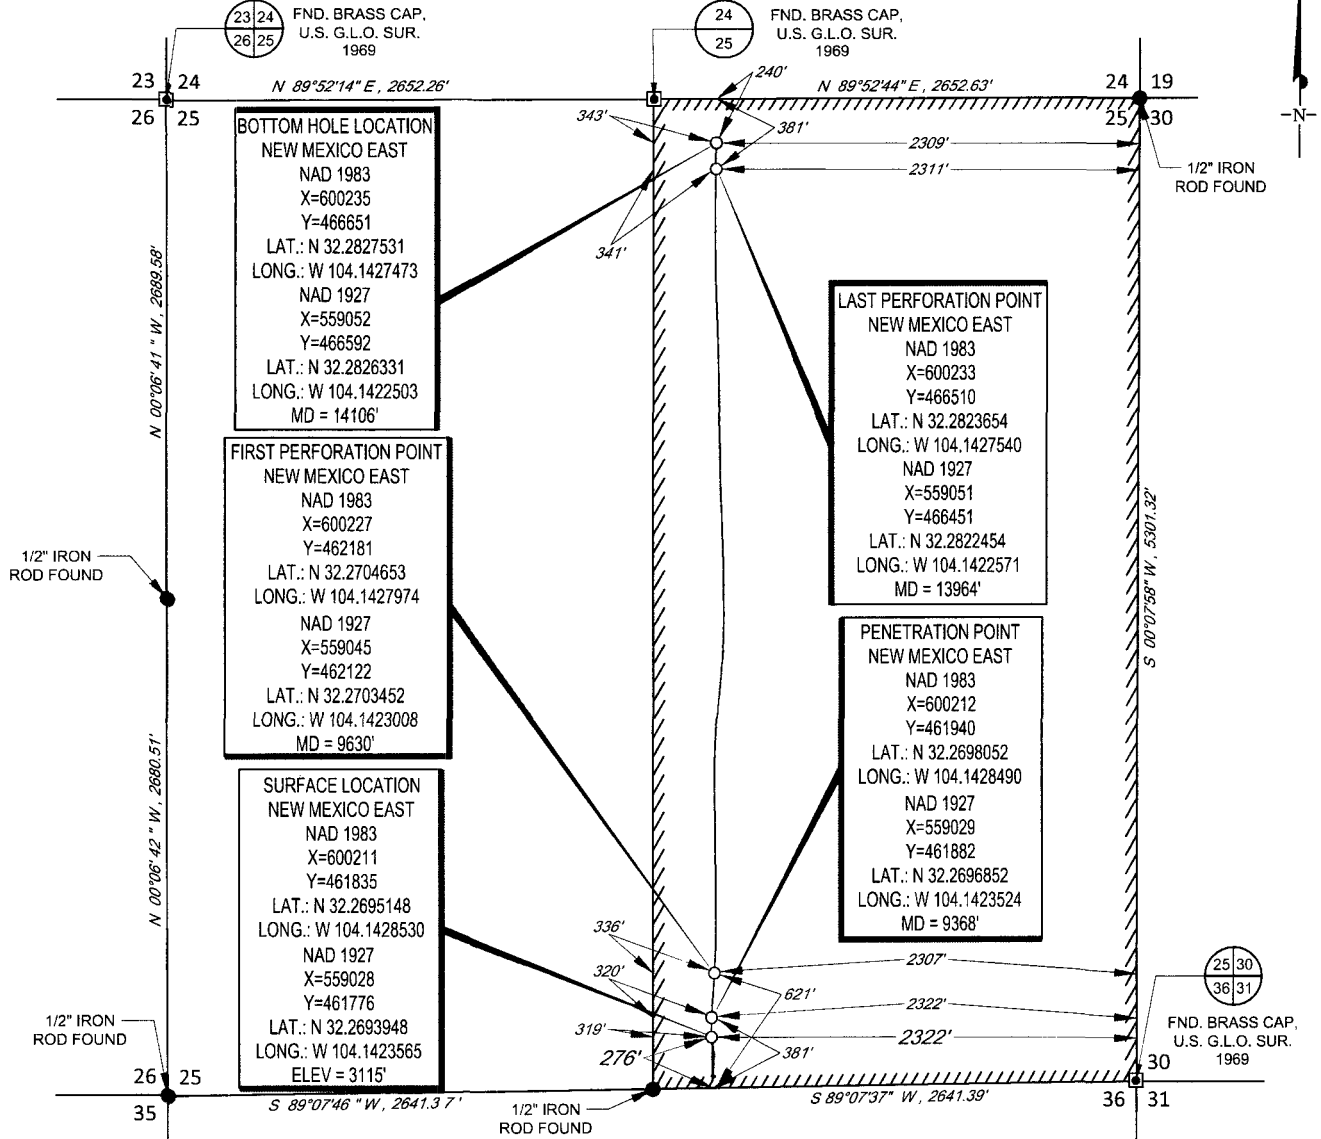 23 24
26 25
FND. BRASS CAP,
U.S. G.L.O. SUR.
1969
24
25
FND. BRASS CAP,
U.S. G.L.O. SUR.
1969
-N-
23 24
26 25
N 89°52'14" E, 2652.26'
240'
N 89°52'44" E, 2652.63'
24 19
25 30
1/2" IRON
ROD FOUND
343'
381'
2309'
2311'
341'
BOTTOM HOLE LOCATION
NEW MEXICO EAST
NAD 1983
X=600235
Y=466651
LAT.: N 32.2827531
LONG.: W 104.1427473
NAD 1927
X=559052
Y=466592
LAT.: N 32.2826331
LONG.: W 104.1422503
MD = 14106'
N 00°06'41" W, 2689.58'
LAST PERFORATION POINT
NEW MEXICO EAST
NAD 1983
X=600233
Y=466510
LAT.: N 32.2823654
LONG.: W 104.1427540
NAD 1927
X=559051
Y=466451
LAT.: N 32.2822454
LONG.: W 104.1422571
MD = 13964'
FIRST PERFORATION POINT
NEW MEXICO EAST
NAD 1983
X=600227
Y=462181
LAT.: N 32.2704653
LONG.: W 104.1427974
NAD 1927
X=559045
Y=462122
LAT.: N 32.2703452
LONG.: W 104.1423008
MD = 9630'
1/2" IRON
ROD FOUND
S 00°07'58" W, 5301.32'
PENETRATION POINT
NEW MEXICO EAST
NAD 1983
X=600212
Y=461940
LAT.: N 32.2698052
LONG.: W 104.1428490
NAD 1927
X=559029
Y=461882
LAT.: N 32.2696852
LONG.: W 104.1423524
MD = 9368'
N 00°06'42" W, 2680.51'
SURFACE LOCATION
NEW MEXICO EAST
NAD 1983
X=600211
Y=461835
LAT.: N 32.2695148
LONG.: W 104.1428530
NAD 1927
X=559028
Y=461776
LAT.: N 32.2693948
LONG.: W 104.1423565
ELEV = 3115'
336'
2307'
320'
621'
2322'
319'
2322'
276'
381'
25 30
36 31
FND. BRASS CAP,
U.S. G.L.O. SUR.
1969
1/2" IRON
ROD FOUND
26 25
35
S 89°07'46" W, 2641.37'
1/2" IRON
ROD FOUND
S 89°07'37" W, 2641.39'
30
36 31